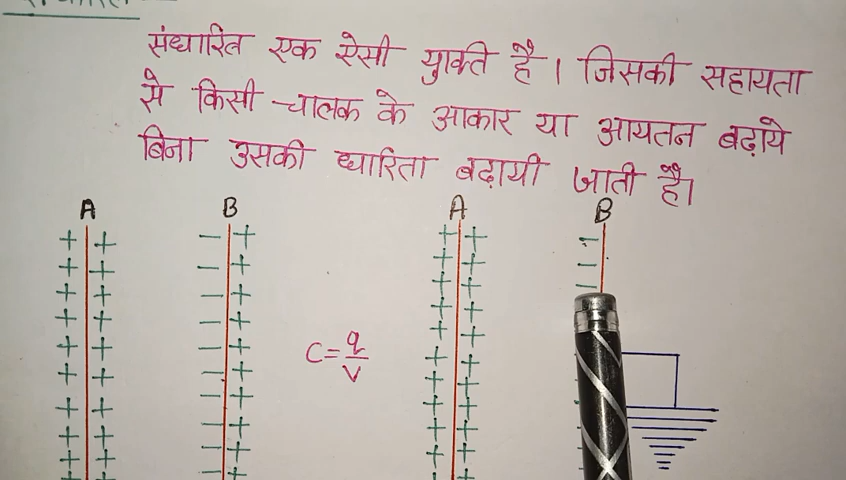 संधारित्र एक ऐसी युक्ति है। जिसकी सहायता
से किसी चालक के आकार या आयतन बढ़ाये
बिना उसकी धारिता बढ़ायी जाती है।
A B A B
C = q/V